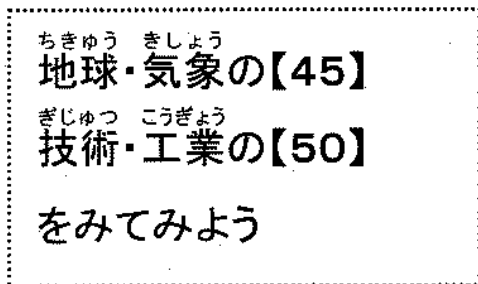 ちきゅう きしょう
地球・気象の【45】
ぎじゅつ こうぎょう
技術・工業の【50】
をみてみよう